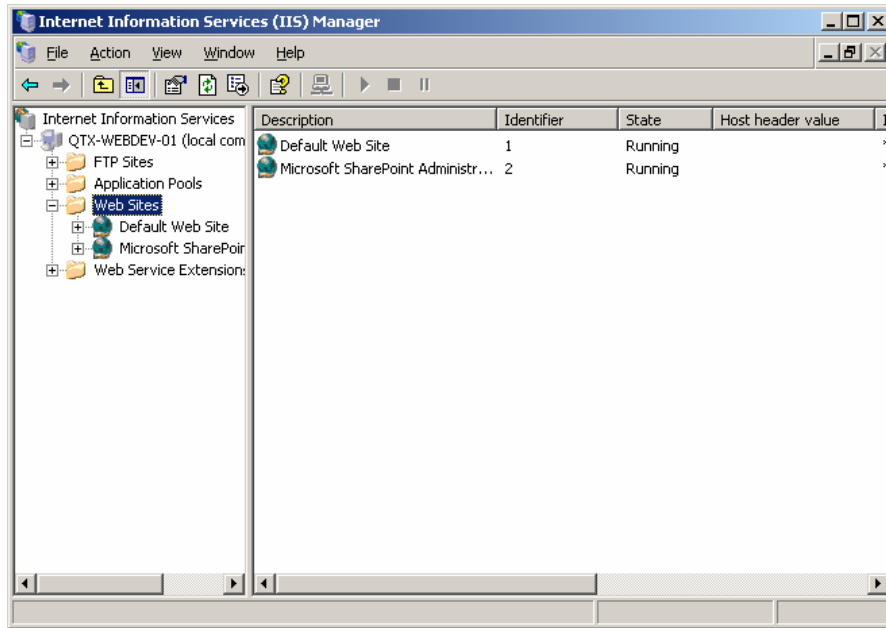 Internet Information Services (IIS) Manager
File Action View Window Help
Internet Information Services
QTX-WEBDEV-01 (local com
FTP Sites
Application Pools
Web Sites
Default Web Site
Microsoft SharePoir
Web Service Extension
Description Identifier State Host header value
Default Web Site 1 Running
Microsoft SharePoint Administr... 2 Running